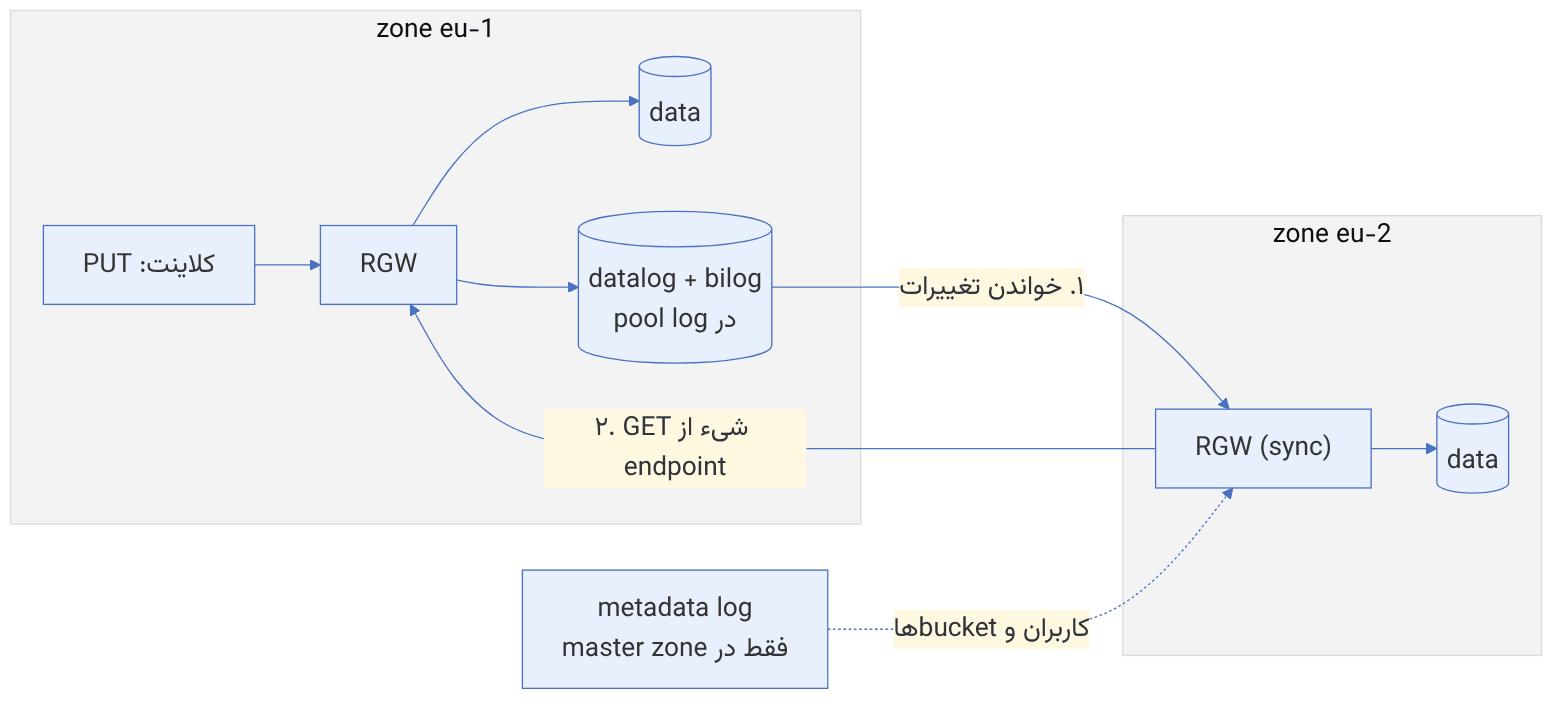 zone eu-1
data
کلاینت: PUT
RGW
datalog + bilog
در pool log
۱. خواندن تغییرات
۲. GET شیء از
endpoint
zone eu-2
RGW (sync)
data
metadata log
فقط در master zone
کاربران و bucketها